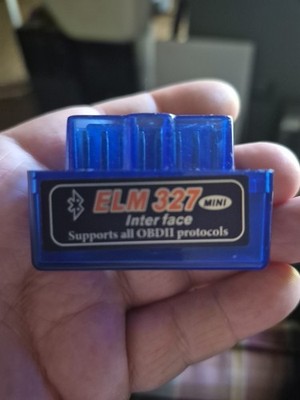 ELM 327 MINI
Interface
Supports all OBDII protocols